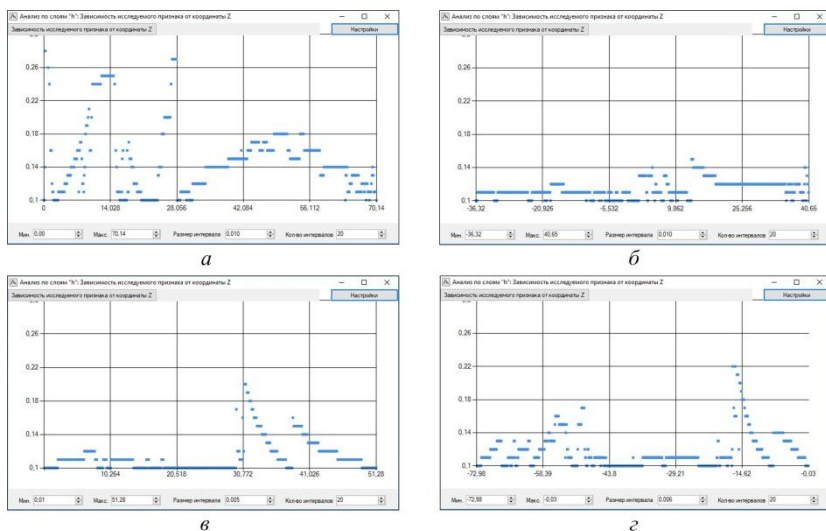 Анализ по слоям "h": Зависимость исследуемого признака от координаты Z
Зависимость исследуемого признака от координаты Z
Настройки
0,26
0,22
0,18
0,14
0,1
0 14.028 28.056 42.084 56.112 70.14
Мин. 0,00 Макс. 70,14 Размер интервала 0,010 Кол-во интервалов 20
а
Анализ по слоям "h": Зависимость исследуемого признака от координаты Z
Зависимость исследуемого признака от координаты Z
Настройки
0,26
0,22
0,18
0,14
0,1
-36.32 -20.926 -5.532 9.862 25.256 40.65
Мин. -36,32 Макс. 40,65 Размер интервала 0,010 Кол-во интервалов 20
б
Анализ по слоям "h": Зависимость исследуемого признака от координаты Z
Зависимость исследуемого признака от координаты Z
Настройки
0,26
0,22
0,18
0,14
0,1
10.264 20.518 30.772 41.026 51.28
Мин. 0,01 Макс. 51,28 Размер интервала 0,005 Кол-во интервалов 20
в
Анализ по слоям "h": Зависимость исследуемого признака от координаты Z
Зависимость исследуемого признака от координаты Z
Настройки
0,26
0,22
0,18
0,14
0,1
-72.98 -58.39 -43.8 -29.21 -14.62 -0.03
Мин. -72,98 Макс. -0,03 Размер интервала 0,006 Кол-во интервалов 20
г